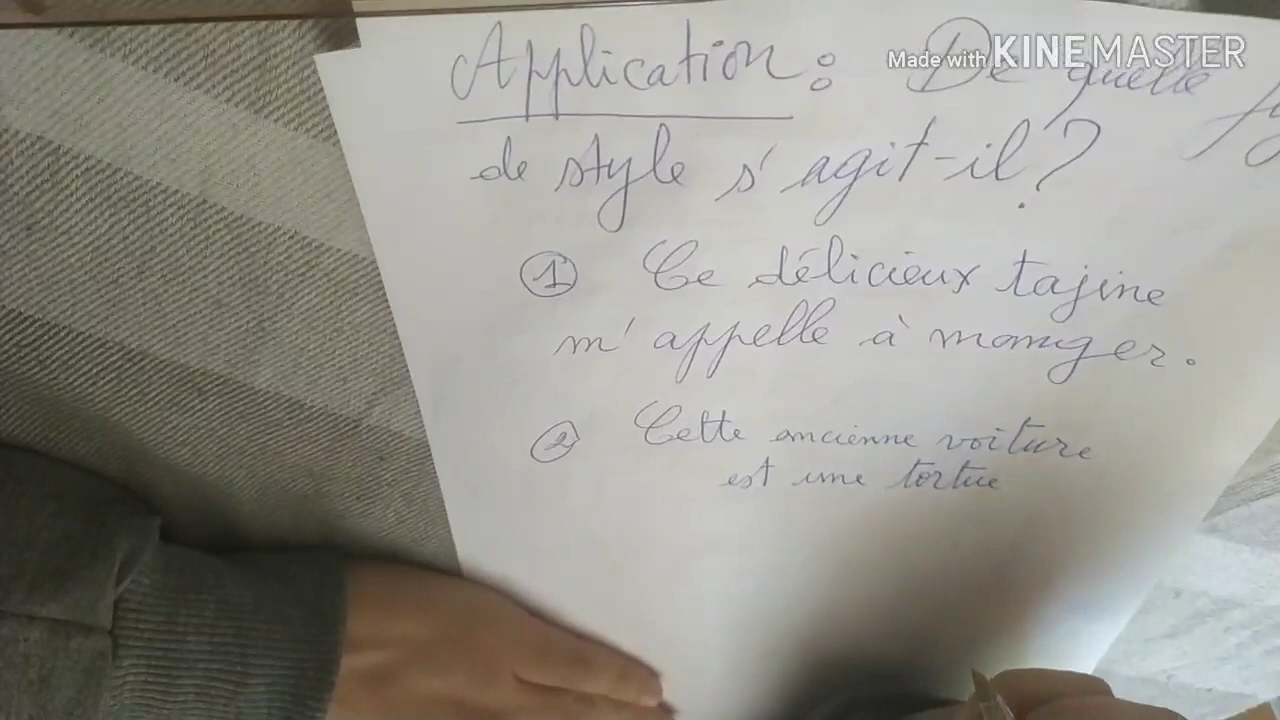 Application : De quelle
de style s'agit-il ?
① Ce délicieux tajine
m'appelle à manger.
② Cette ancienne voiture
est une tortue
Made with KINEMASTER